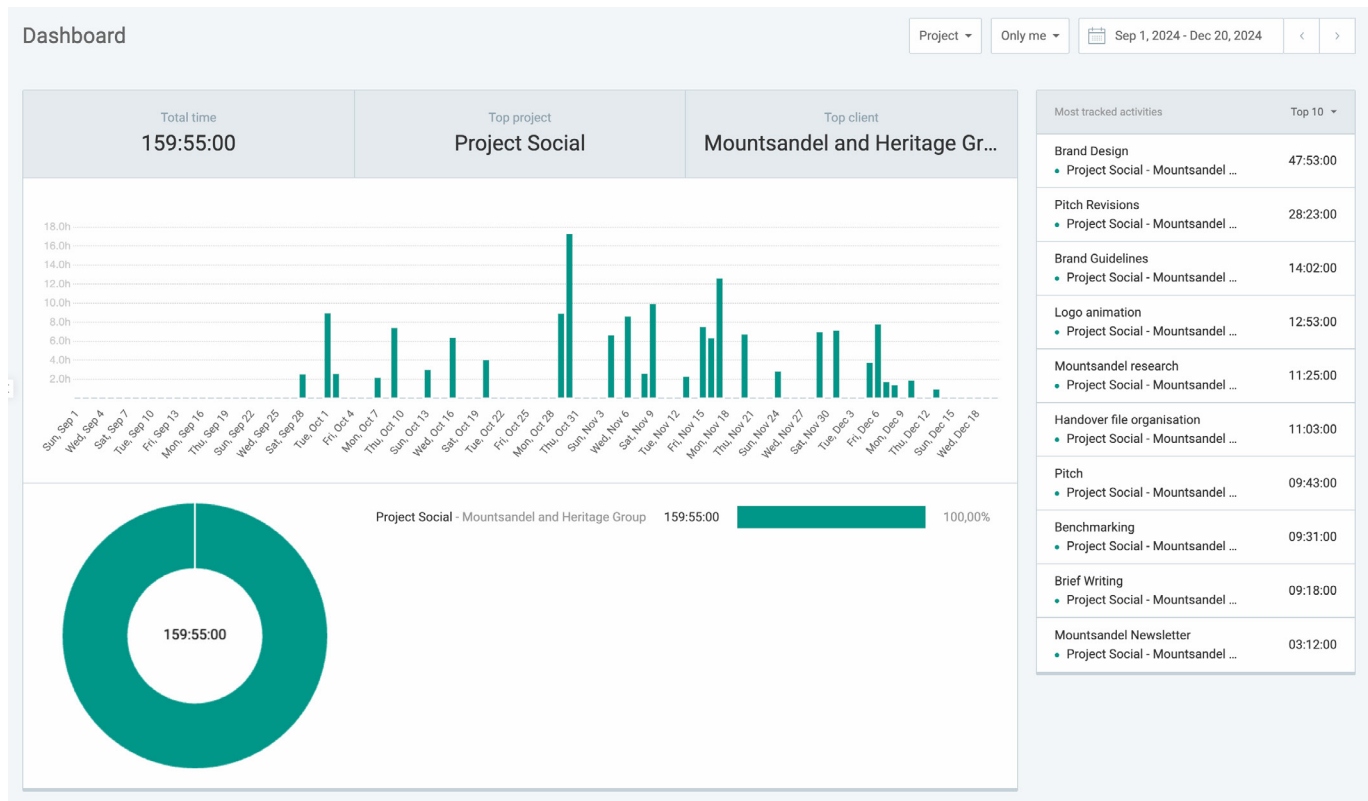 Dashboard
Project
Only me
Sep 1, 2024 - Dec 20, 2024
Total time
159:55:00
Top project
Project Social
Top client
Mountsandel and Heritage Gr...
18.0h
16.0h
14.0h
12.0h
10.0h
8.0h
6.0h
4.0h
2.0h
Sun, Sep 1
Wed, Sep 4
Sat, Sep 7
Tue, Sep 10
Fri, Sep 13
Mon, Sep 16
Thu, Sep 19
Sun, Sep 22
Wed, Sep 25
Sat, Sep 28
Tue, Oct 1
Fri, Oct 4
Mon, Oct 7
Thu, Oct 10
Sun, Oct 13
Wed, Oct 16
Sat, Oct 19
Tue, Oct 22
Fri, Oct 25
Mon, Oct 28
Thu, Oct 31
Sun, Nov 3
Wed, Nov 6
Sat, Nov 9
Tue, Nov 12
Fri, Nov 15
Mon, Nov 18
Thu, Nov 21
Sun, Nov 24
Wed, Nov 27
Sat, Nov 30
Tue, Dec 3
Fri, Dec 6
Mon, Dec 9
Thu, Dec 12
Sun, Dec 15
Wed, Dec 18
159:55:00
Project Social - Mountsandel and Heritage Group 159:55:00 100,00%
Most tracked activities Top 10
Brand Design
Project Social - Mountsandel ...
47:53:00
Pitch Revisions
Project Social - Mountsandel ...
28:23:00
Brand Guidelines
Project Social - Mountsandel ...
14:02:00
Logo animation
Project Social - Mountsandel ...
12:53:00
Mountsandel research
Project Social - Mountsandel ...
11:25:00
Handover file organisation
Project Social - Mountsandel ...
11:03:00
Pitch
Project Social - Mountsandel ...
09:43:00
Benchmarking
Project Social - Mountsandel ...
09:31:00
Brief Writing
Project Social - Mountsandel ...
09:18:00
Mountsandel Newsletter
Project Social - Mountsandel ...
03:12:00